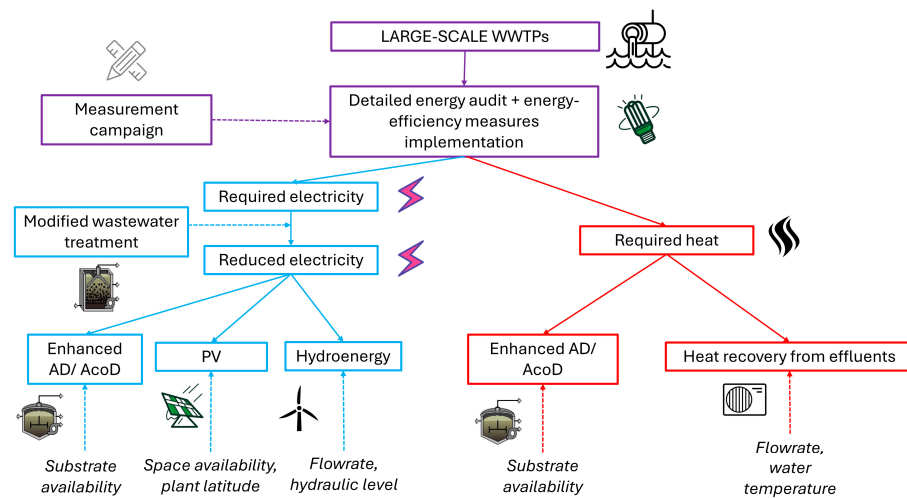 LARGE-SCALE WWTPs
Measurement
campaign
Detailed energy audit + energy-
efficiency measures
implementation
Required electricity
Modified wastewater
treatment
Required heat
Reduced electricity
Enhanced
AD/ AcoD
PV
Hydroenergy
Enhanced AD/
AcoD
Heat recovery from effluents
Substrate
availability
Space availability,
plant latitude
Flowrate,
hydraulic level
Substrate
availability
Flowrate,
water
temperature